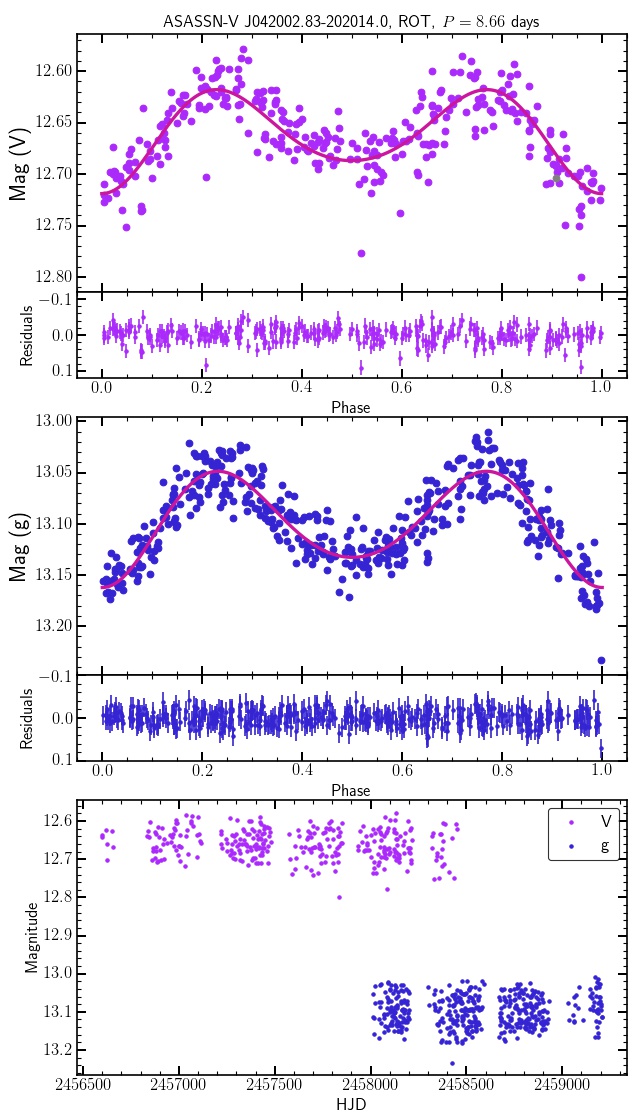 ASASSN-V J042002.83-202014.0, ROT, P = 8.66 days
12.60
12.65
12.70
12.75
12.80
Mag (V)
−0.1
0.0
0.1
Residuals
0.0 0.2 0.4 0.6 0.8 1.0
Phase
13.00
13.05
13.10
13.15
13.20
Mag (g)
−0.1
0.0
0.1
Residuals
0.0 0.2 0.4 0.6 0.8 1.0
Phase
12.6
12.7
12.8
12.9
13.0
13.1
13.2
Magnitude
V
g
2456500 2457000 2457500 2458000 2458500 2459000
HJD